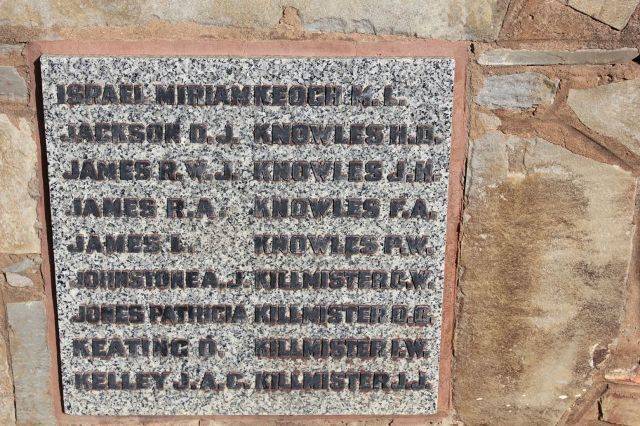 ISRAEL MIRIAM KEOGH M. L.
JACKSON D. J. KNOWLES H. D.
JAMES R. W. J. KNOWLES J. H.
JAMES R. A. KNOWLES F. A.
JAMES L. KNOWLES P. W.
JOHNSTONE A. J. KILLMISTER C. W.
JONES PATRICIA KILLMISTER D. D.
KEATING D. KILLMISTER I. W.
KELLEY J. A. C. KILLMISTER J. J.